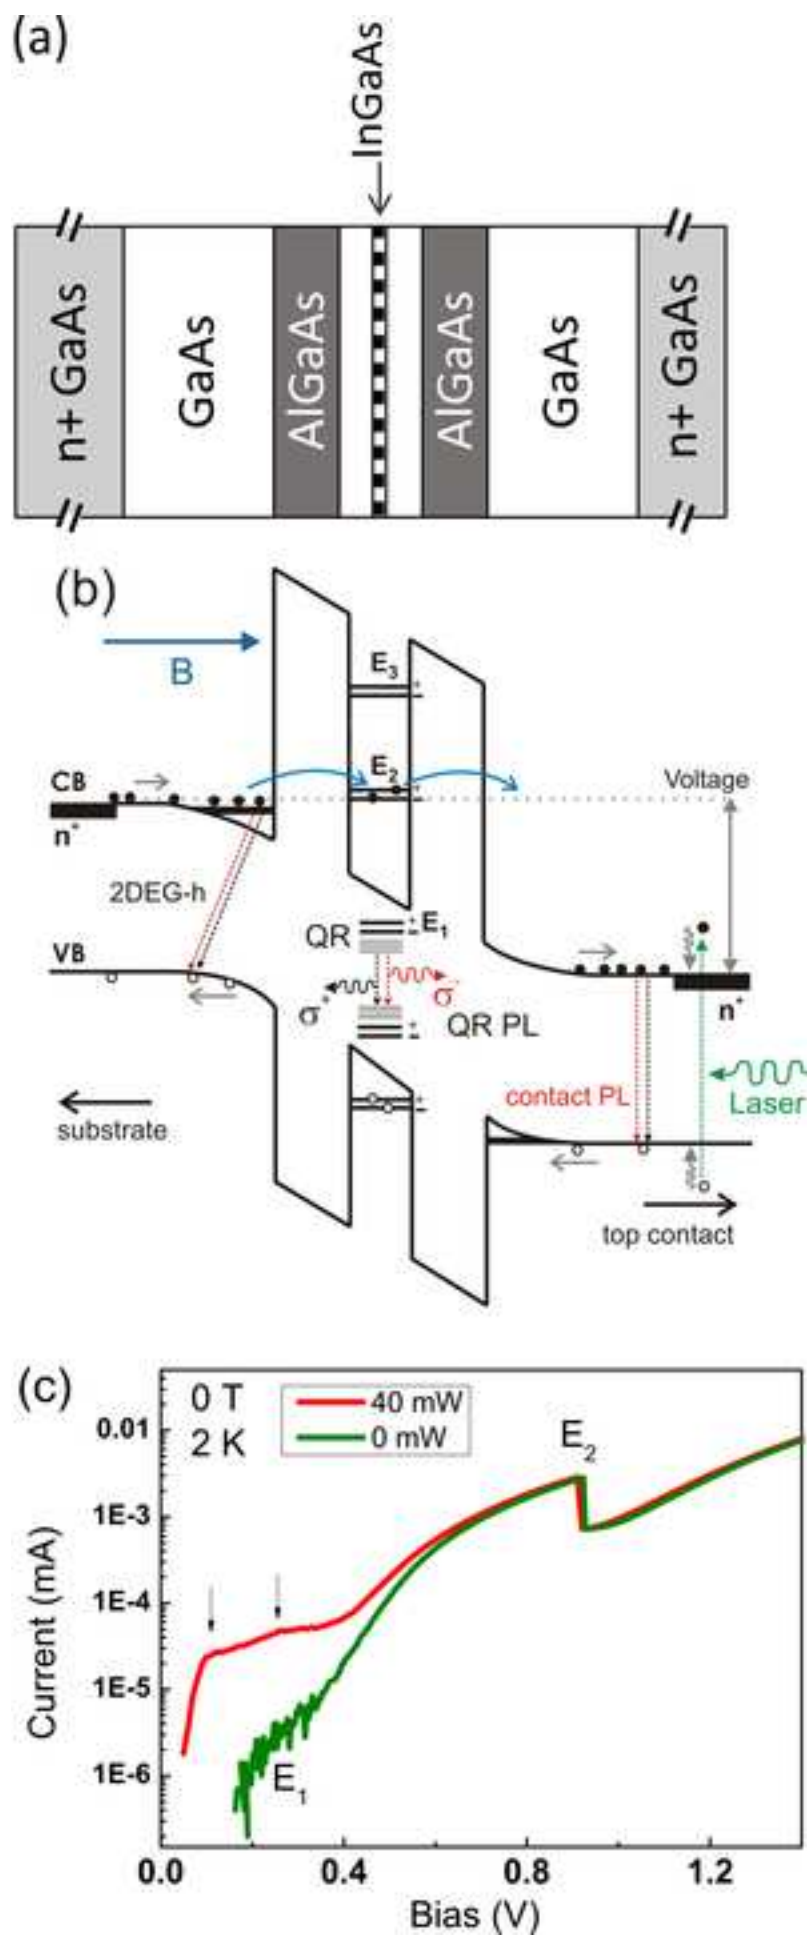 (a)
InGaAs
n+ GaAs
GaAs
AlGaAs
AlGaAs
GaAs
n+ GaAs
(b)
B
E₃
+
-
CB
E₂
+
-
Voltage
n⁺
2DEG-h
QR
E₁
+
-
VB
σ⁺
σ⁻
n⁺
QR PL
+
-
contact PL
Laser
substrate
+
-
top contact
(c)
0 T
2 K
40 mW
0 mW
E₂
E₁
0.01
1E-3
1E-4
1E-5
1E-6
Current (mA)
0.0
0.4
0.8
1.2
Bias (V)